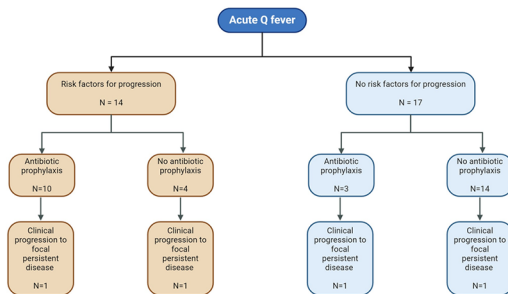 Acute Q fever
Risk factors for progression
N = 14
No risk factors for progression
N = 17
Antibiotic
prophylaxis
N=10
No antibiotic
prophylaxis
N=4
Antibiotic
prophylaxis
N=3
No antibiotic
prophylaxis
N=14
Clinical
progression to
focal
persistent
disease
N=1
Clinical
progression to
focal
persistent
disease
N=1
Clinical
progression to
focal
persistent
disease
N=1
Clinical
progression to
focal
persistent
disease
N=1